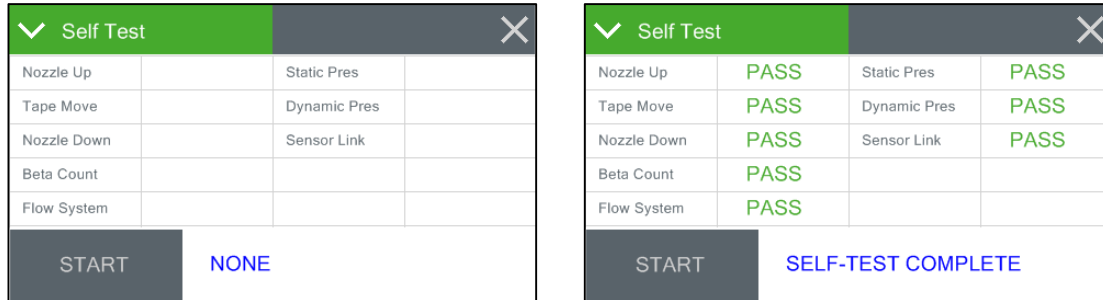 Self Test
Nozzle Up Static Pres
Tape Move Dynamic Pres
Nozzle Down Sensor Link
Beta Count
Flow System
START NONE
Self Test
Nozzle Up PASS Static Pres PASS
Tape Move PASS Dynamic Pres PASS
Nozzle Down PASS Sensor Link PASS
Beta Count PASS
Flow System PASS
START SELF-TEST COMPLETE